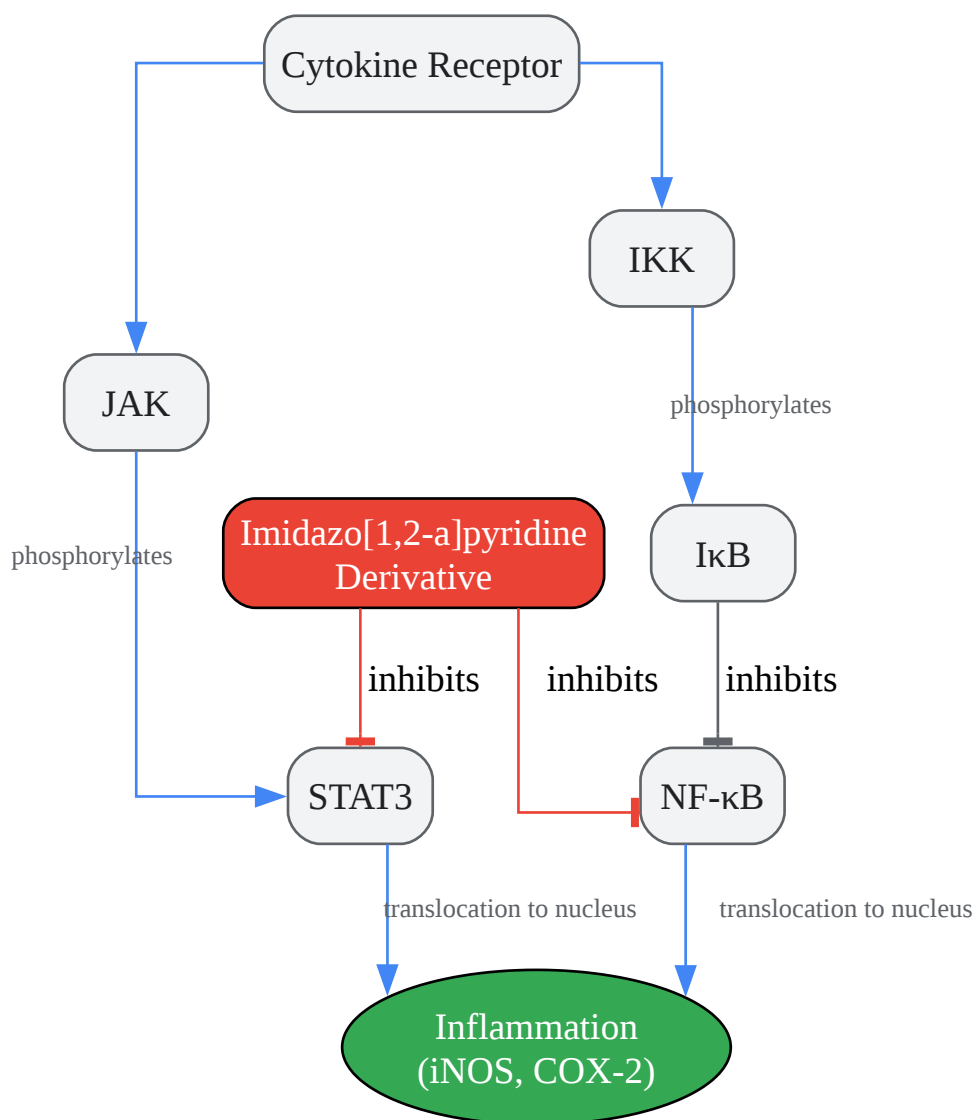 Cytokine Receptor
IKK
JAK
phosphorylates
Imidazo[1,2-a]pyridine
Derivative
IκB
phosphorylates
inhibits
inhibits
inhibits
STAT3
NF-κB
translocation to nucleus
translocation to nucleus
Inflammation
(iNOS, COX-2)